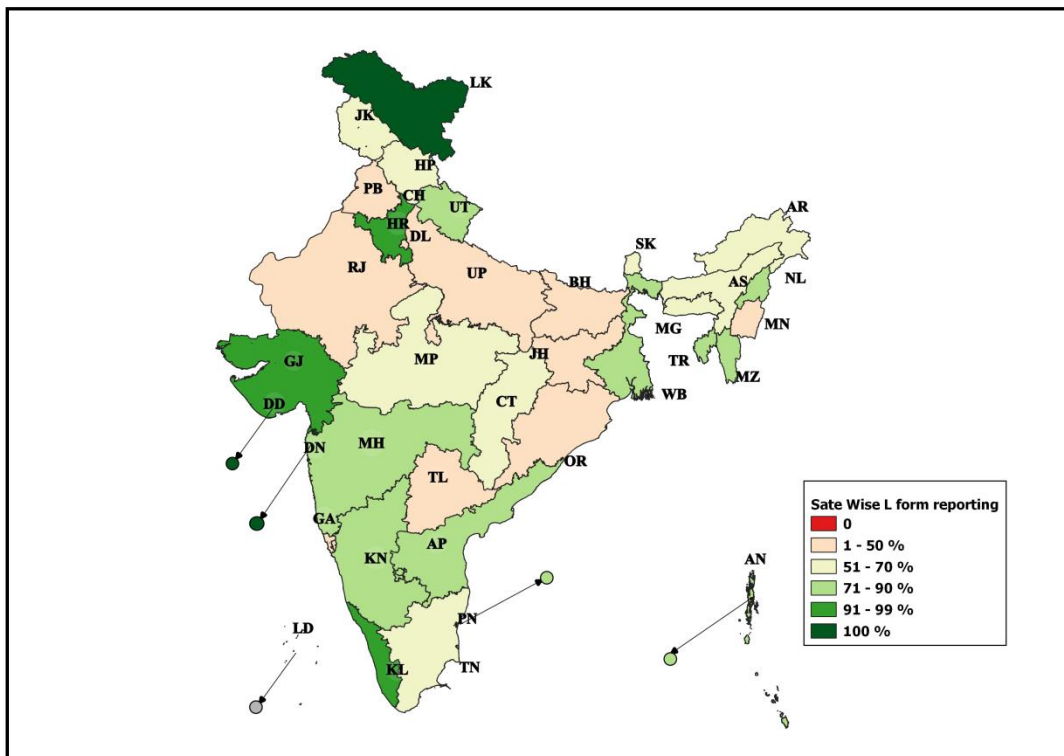 LK
JK
HP
PB
CH
UT
HR
DL
AR
SK
RJ
UP
BH
AS
NL
MG
MN
GJ
MP
JH
TR
MZ
WB
CT
DD
DN
MH
OR
TL
GA
AP
KN
AN
PN
LD
KL
TN
Sate Wise L form reporting
0
1 - 50 %
51 - 70 %
71 - 90 %
91 - 99 %
100 %